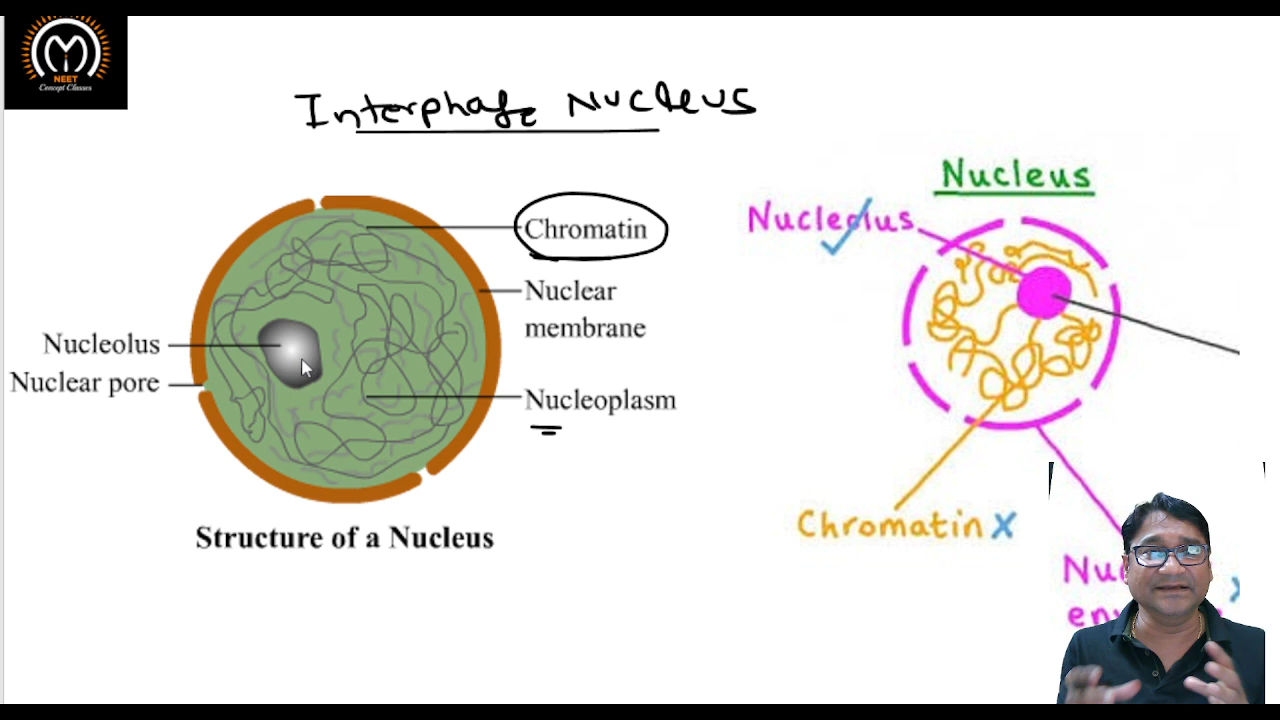 NEET
Concept Classes
Interphase Nucleus
Nucleus
Nucleolus
Chromatin
Nuclear
membrane
Nucleolus
Nuclear pore
Nucleoplasm
Chromatin x
Structure of a Nucleus